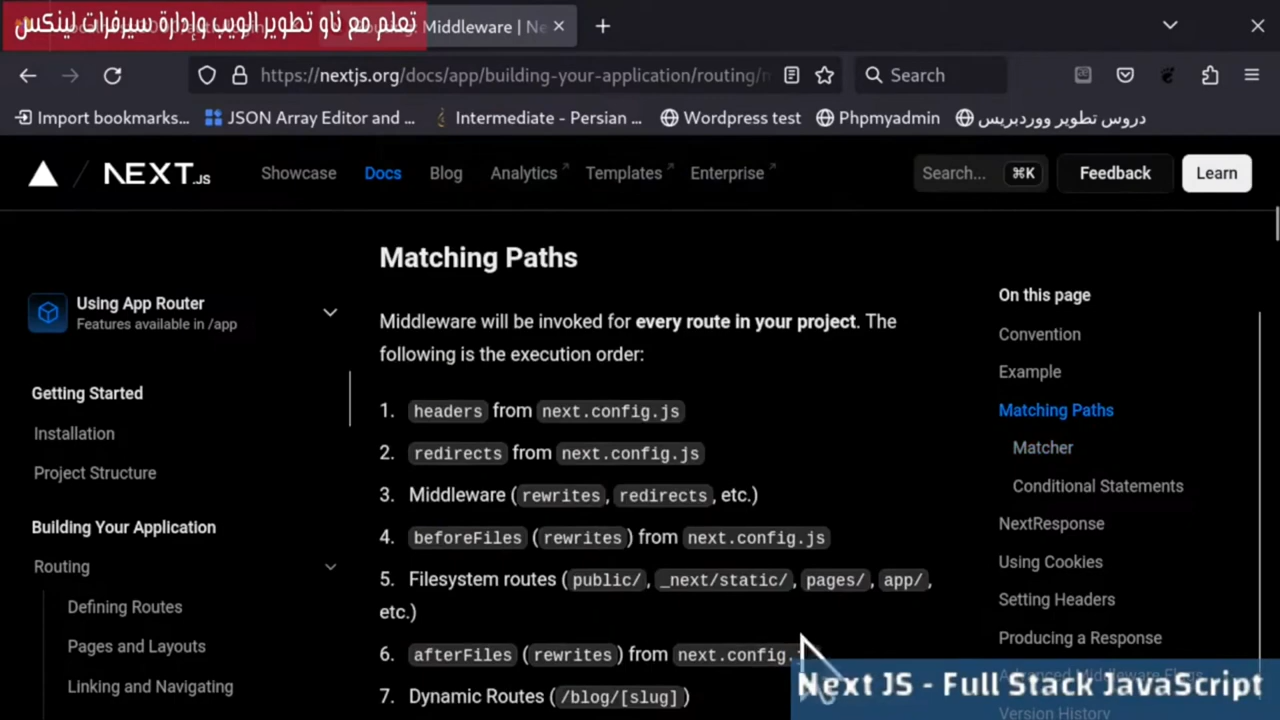 تعلم مع ناو تطوير الويب وإدارة سيرفرات لينكس
Middleware | Ne
https://nextjs.org/docs/app/building-your-application/routing/
Search
Import bookmarks...
JSON Array Editor and ...
Intermediate - Persian ...
Wordpress test
Phpmyadmin
دروس تطوير ووردبريس
NEXT.JS
Showcase
Docs
Blog
Analytics
Templates
Enterprise
Search...
⌘K
Feedback
Learn
Using App Router
Features available in /app
Getting Started
Installation
Project Structure
Building Your Application
Routing
Defining Routes
Pages and Layouts
Linking and Navigating
Matching Paths
Middleware will be invoked for every route in your project. The
following is the execution order:
1. headers from next.config.js
2. redirects from next.config.js
3. Middleware (rewrites, redirects, etc.)
4. beforeFiles (rewrites) from next.config.js
5. Filesystem routes (public/, _next/static/, pages/, app/,
etc.)
6. afterFiles (rewrites) from next.config.
7. Dynamic Routes (/blog/[slug])
On this page
Convention
Example
Matching Paths
Matcher
Conditional Statements
NextResponse
Using Cookies
Setting Headers
Producing a Response
Version History
Next JS - Full Stack JavaScript